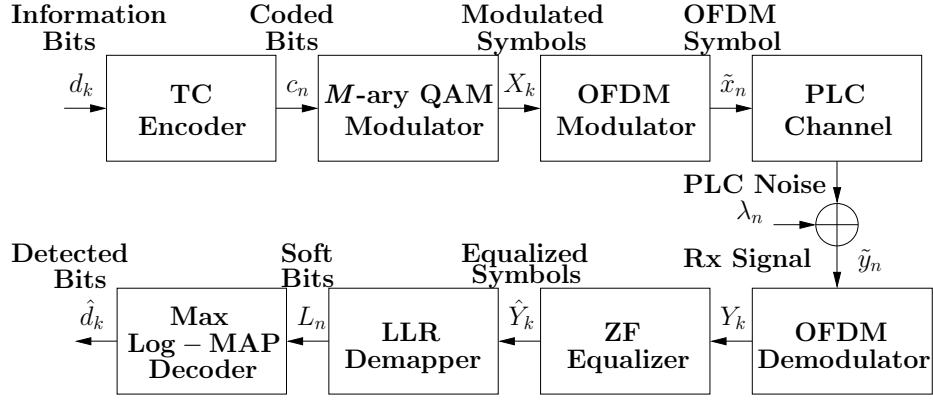 Information Bits
Coded Bits
Modulated Symbols
OFDM Symbol
d_k
TC Encoder
c_n
M-ary QAM Modulator
X_k
OFDM Modulator
x̃_n
PLC Channel
PLC Noise
λ_n
Rx Signal
ỹ_n
Detected Bits
Soft Bits
Equalized Symbols
d̂_k
Max Log − MAP Decoder
L_n
LLR Demapper
Ŷ_k
ZF Equalizer
Y_k
OFDM Demodulator